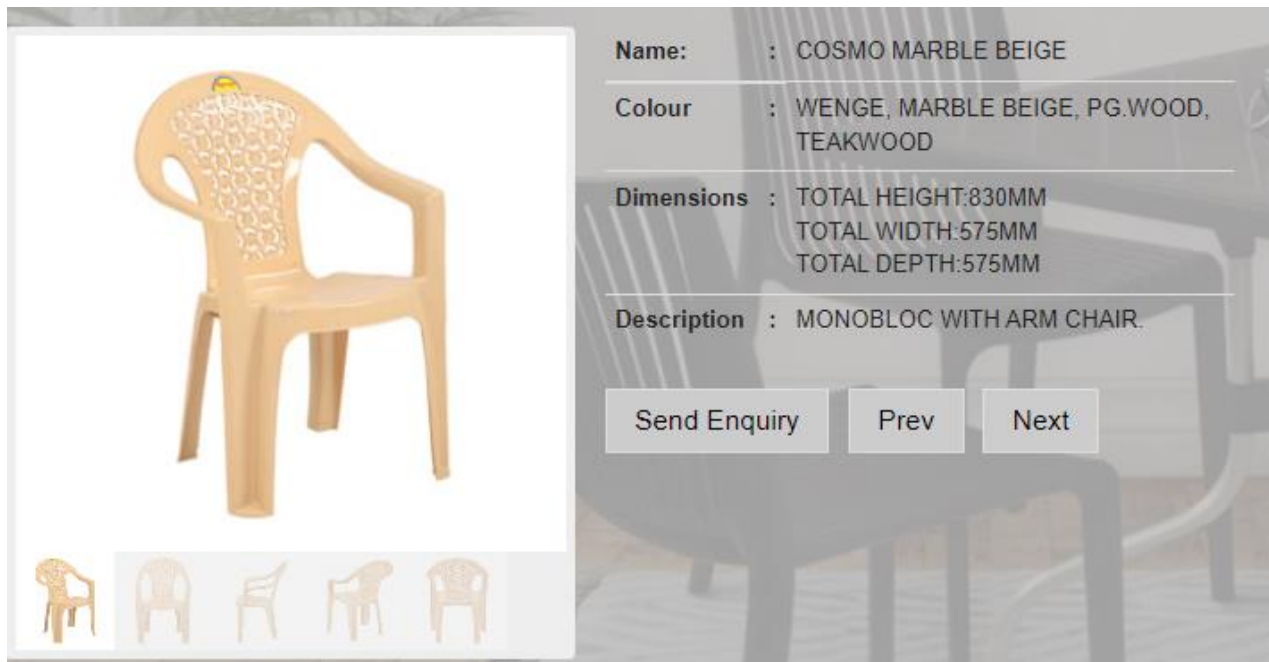 Name: : COSMO MARBLE BEIGE
Colour : WENGE, MARBLE BEIGE, PG.WOOD,
TEAKWOOD
Dimensions : TOTAL HEIGHT:830MM
TOTAL WIDTH:575MM
TOTAL DEPTH:575MM
Description : MONOBLOC WITH ARM CHAIR.
Send Enquiry Prev Next